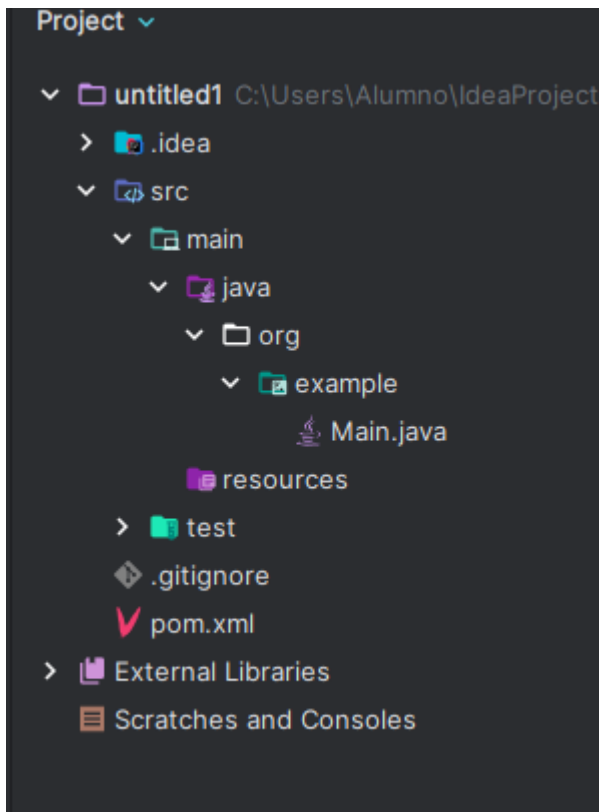 Project
untitled1 C:\Users\Alumno\IdeaProject
.idea
src
main
java
org
example
Main.java
resources
test
.gitignore
pom.xml
External Libraries
Scratches and Consoles